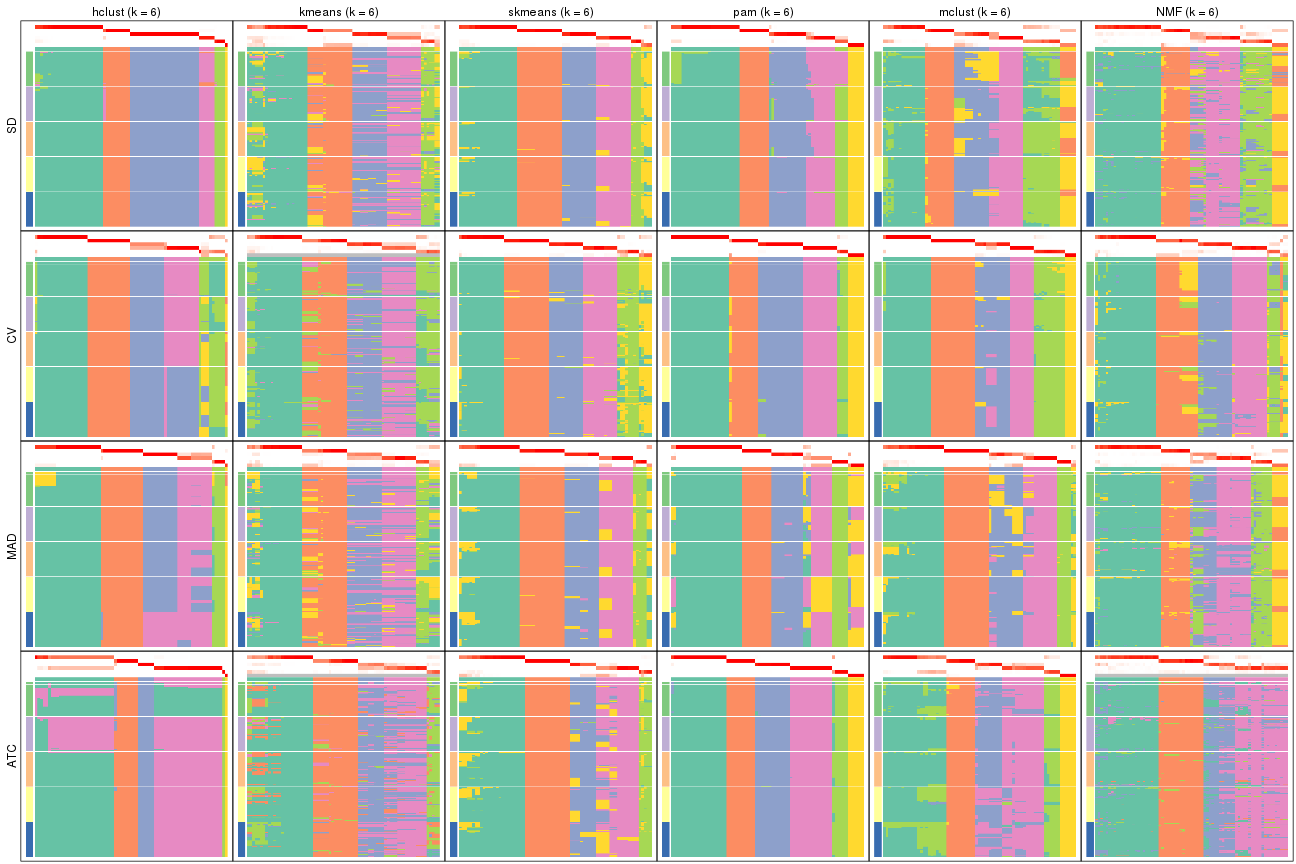 hclust (k = 6)
kmeans (k = 6)
skmeans (k = 6)
pam (k = 6)
mclust (k = 6)
NMF (k = 6)
SD
CV
MAD
ATC